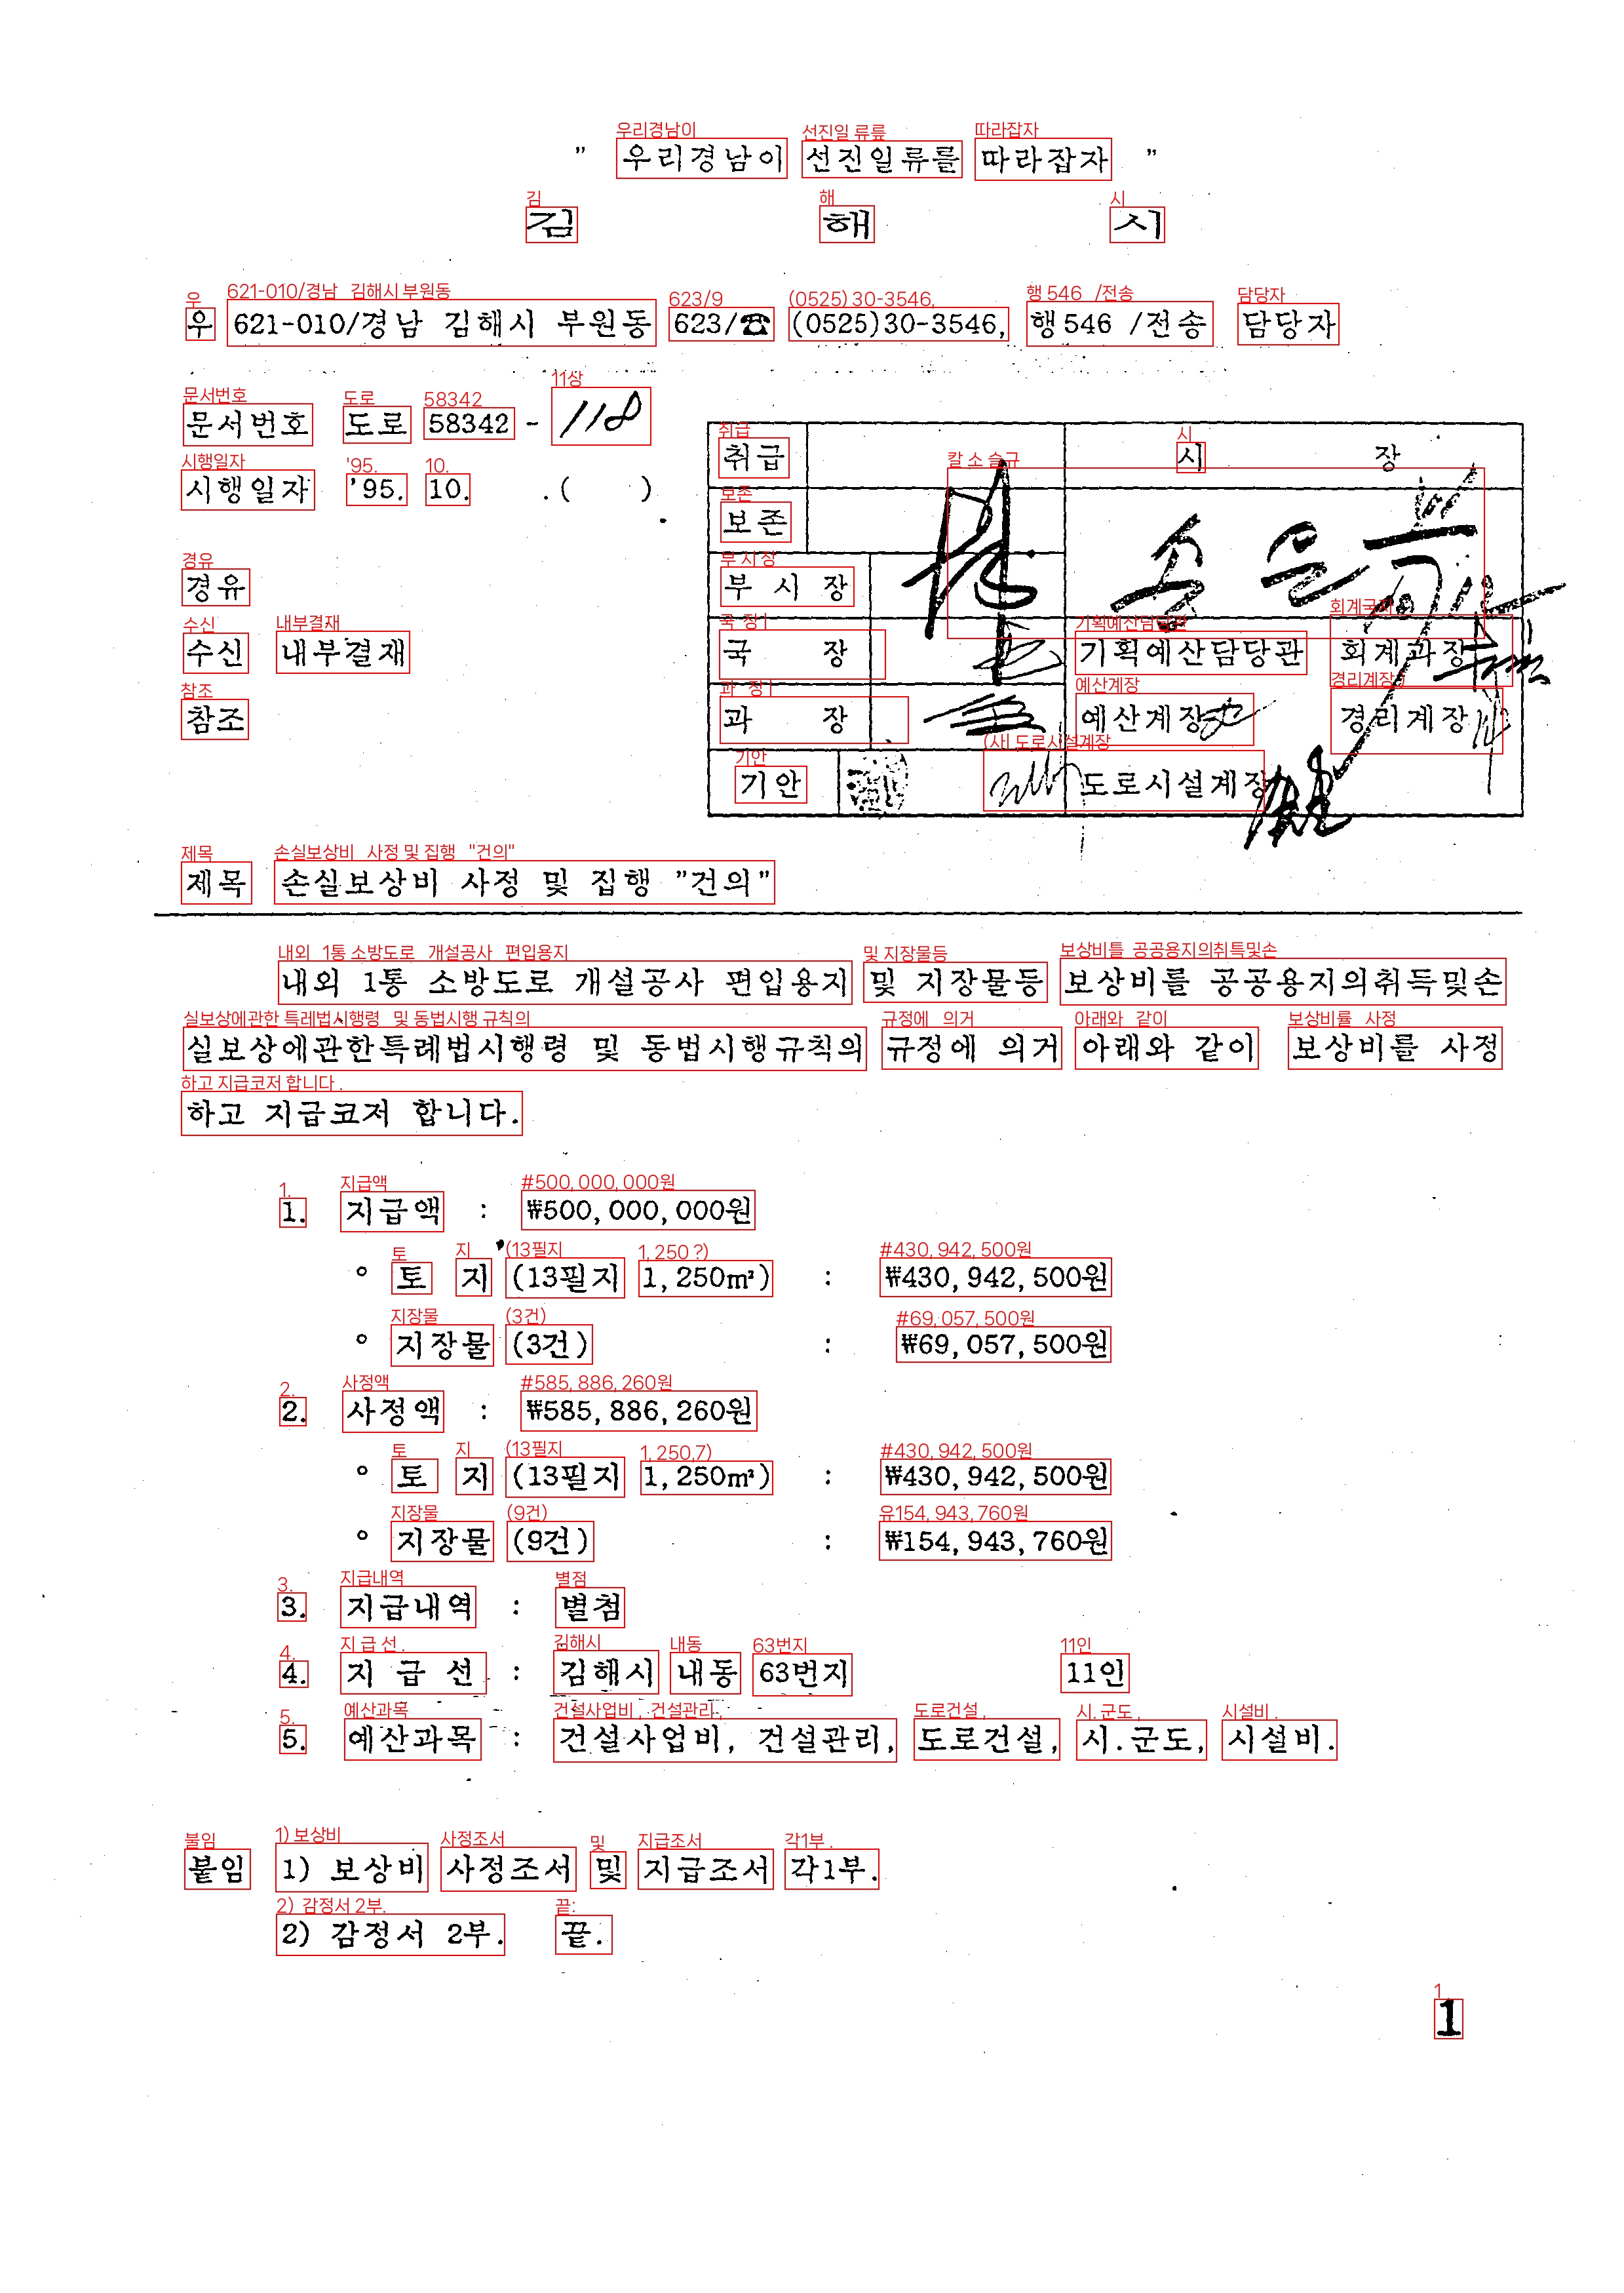 " 우리경남이 선진일류를 따라잡자 "
김 해 시
우 621-010/경남 김해시 부원동 623/☎ (0525)30-3546, 행546 /전송 담당자
문서번호 도로 58342 - 118
시행일자 '95. 10. . ( )
경유
수신 내부결재
참조
취급 시 장
보존
부 시 장
국 장 기획예산담당관 회계과장
과 장 예산계장 경리계장
기안 도로시설계장
제목 손실보상비 사정 및 집행 "건의"
내외 1통 소방도로 개설공사 편입용지 및 지장물등 보상비를 공공용지의취득및손
실보상에관한특례법시행령 및 동법시행규칙의 규정에 의거 아래와 같이 보상비를 사정
하고 지급코저 합니다.
1. 지급액 : ₩500,000,000원
° 토 지 (13필지 1,250㎡) : ₩430,942,500원
° 지장물 (3건) : ₩69,057,500원
2. 사정액 : ₩585,886,260원
° 토 지 (13필지 1,250㎡) : ₩430,942,500원
° 지장물 (9건) : ₩154,943,760원
3. 지급내역 : 별첨
4. 지 급 선 : 김해시 내동 63번지 11인
5. 예산과목 : 건설사업비, 건설관리, 도로건설, 시.군도, 시설비.
붙임 1) 보상비 사정조서 및 지급조서 각1부.
2) 감정서 2부. 끝.
1